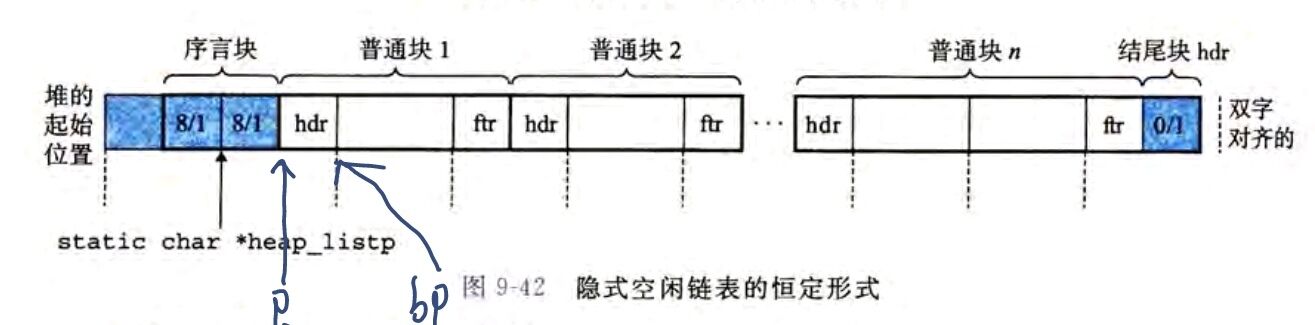 序言块 普通块 1 普通块 2 普通块 n 结尾块 hdr
堆的
起始
位置
8/1 8/1 hdr ftr hdr ftr ... hdr ftr 0/1
双字
对齐的
static char *heap_listp
p bp
图 9-42 隐式空闲链表的恒定形式